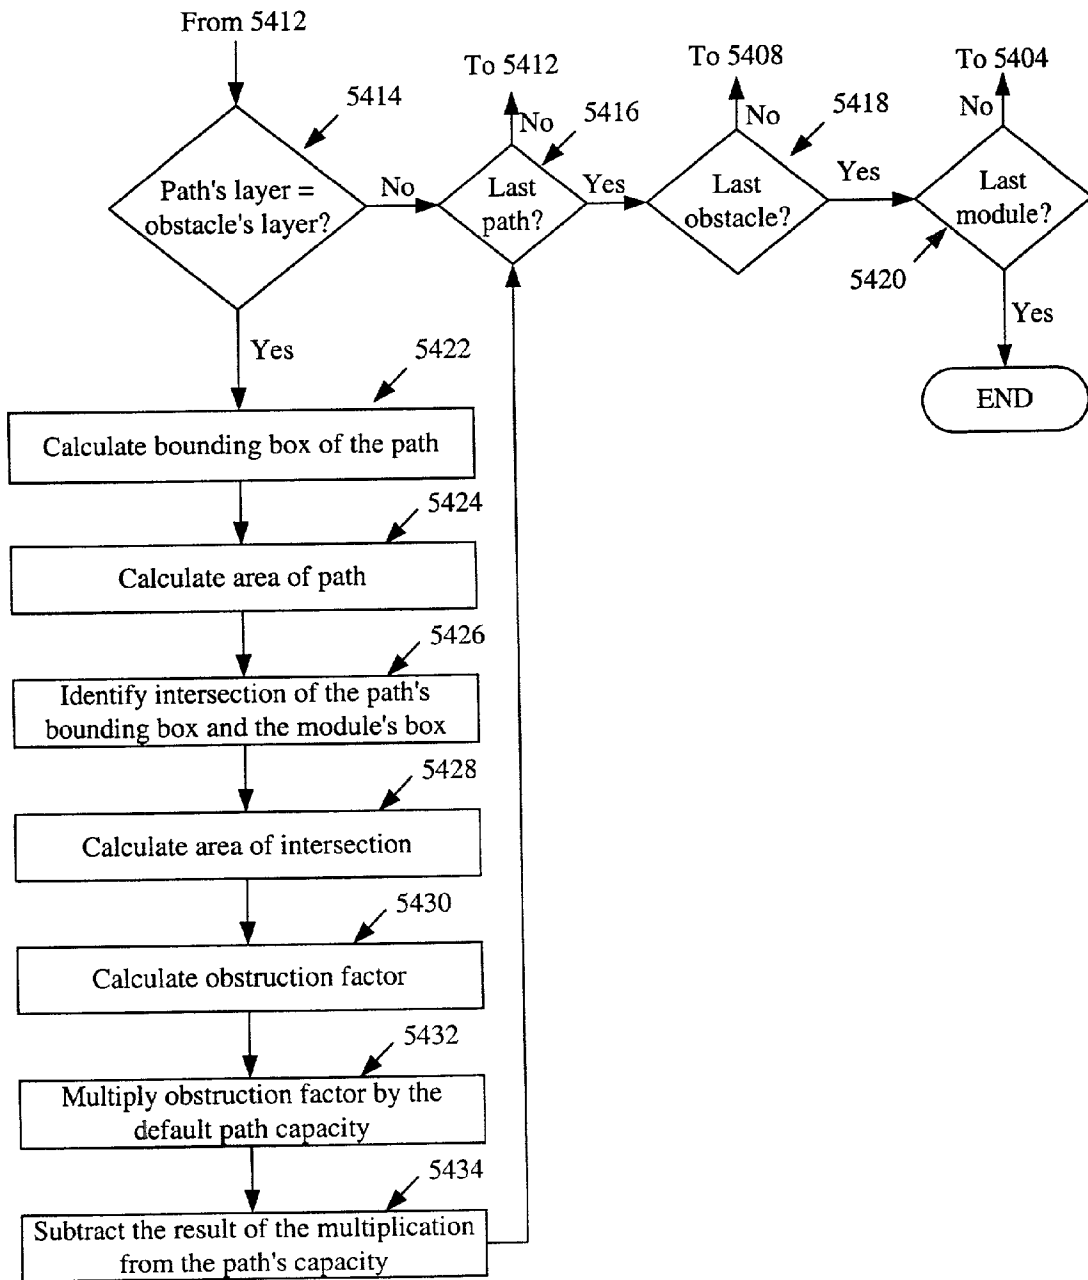 From 5412
To 5412
To 5408
To 5404
5414
5416
5418
No
No
No
Path's layer =
obstacle's layer?
No
Last
path?
Yes
Last
obstacle?
Yes
Last
module?
5420
Yes
Yes
END
5422
Calculate bounding box of the path
5424
Calculate area of path
5426
Identify intersection of the path's
bounding box and the module's box
5428
Calculate area of intersection
5430
Calculate obstruction factor
5432
Multiply obstruction factor by the
default path capacity
5434
Subtract the result of the multiplication
from the path's capacity